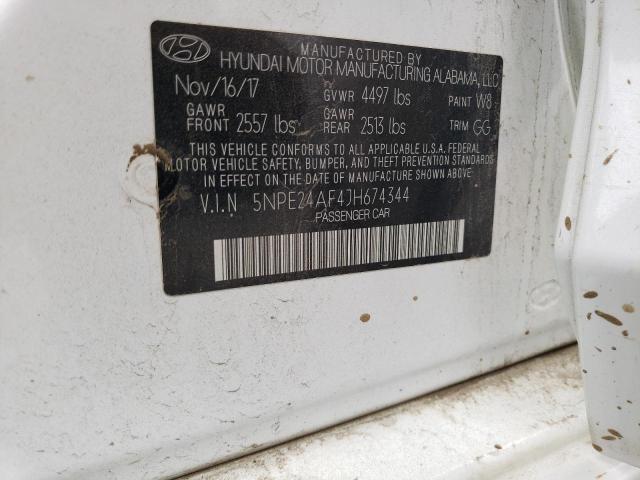 MANUFACTURED BY
HYUNDAI MOTOR MANUFACTURING ALABAMA, LLC
Nov/16/17 GVWR 4497 lbs PAINT W8
GAWR FRONT 2557 lbs GAWR REAR 2513 lbs TRIM GG
THIS VEHICLE CONFORMS TO ALL APPLICABLE U.S.A. FEDERAL
MOTOR VEHICLE SAFETY, BUMPER, AND THEFT PREVENTION STANDARDS
IN EFFECT ON THE DATE OF MANUFACTURE SHOWN ABOVE.
V.I.N 5NPE24AF4JH674344
PASSENGER CAR